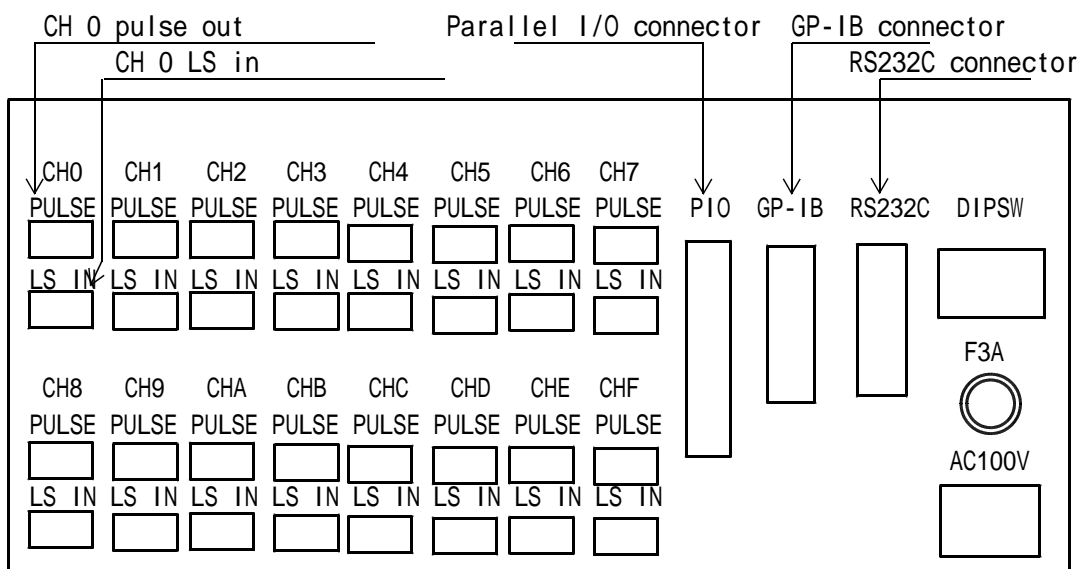 CH 0 pulse out Parallel I/O connector GP-IB connector
CH 0 LS in RS232C connector
CH0 CH1 CH2 CH3 CH4 CH5 CH6 CH7
PULSE PULSE PULSE PULSE PULSE PULSE PULSE PULSE PIO GP-IB RS232C DIPSW
LS IN LS IN LS IN LS IN LS IN LS IN LS IN LS IN
F3A
CH8 CH9 CHA CHB CHC CHD CHE CHF
PULSE PULSE PULSE PULSE PULSE PULSE PULSE PULSE
AC100V
LS IN LS IN LS IN LS IN LS IN LS IN LS IN LS IN